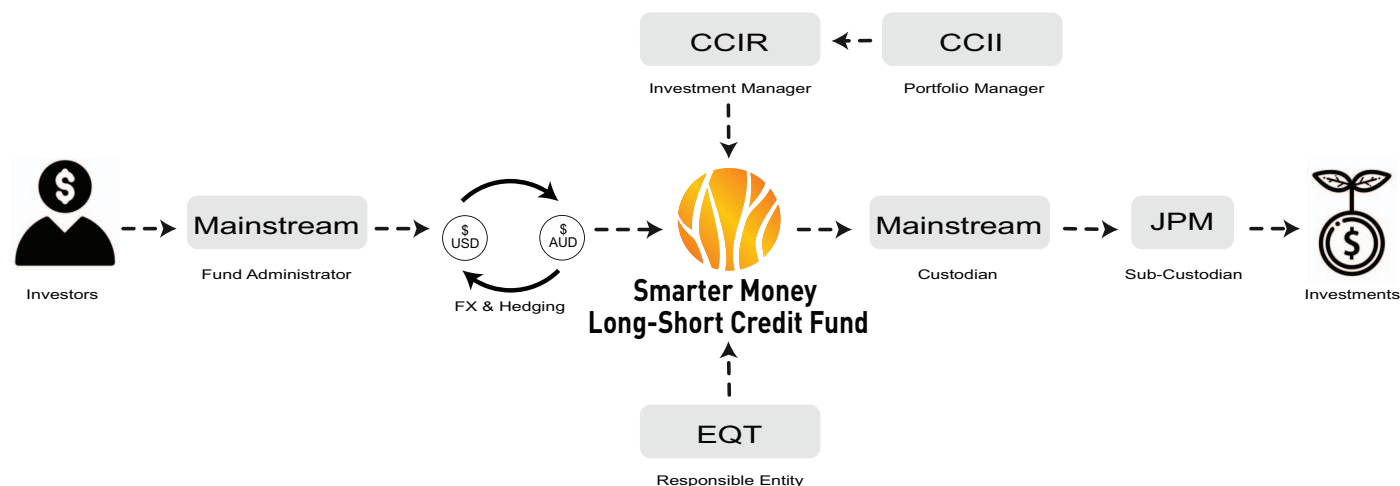 CCIR
CCII
Investment Manager
Portfolio Manager
$
Mainstream
$
USD
$
AUD
Mainstream
JPM
$
Fund Administrator
Custodian
Sub-Custodian
Investors
FX & Hedging
Smarter Money
Long-Short Credit Fund
Investments
EQT
Responsible Entity